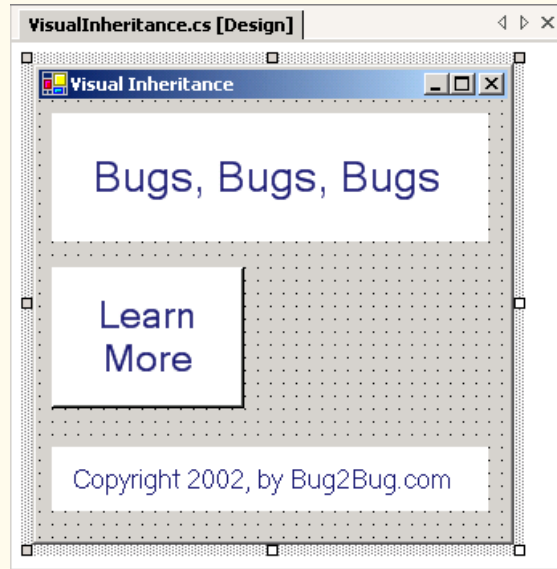 VisualInheritance.cs [Design]
Visual Inheritance
Bugs, Bugs, Bugs
Learn
More
Copyright 2002, by Bug2Bug.com